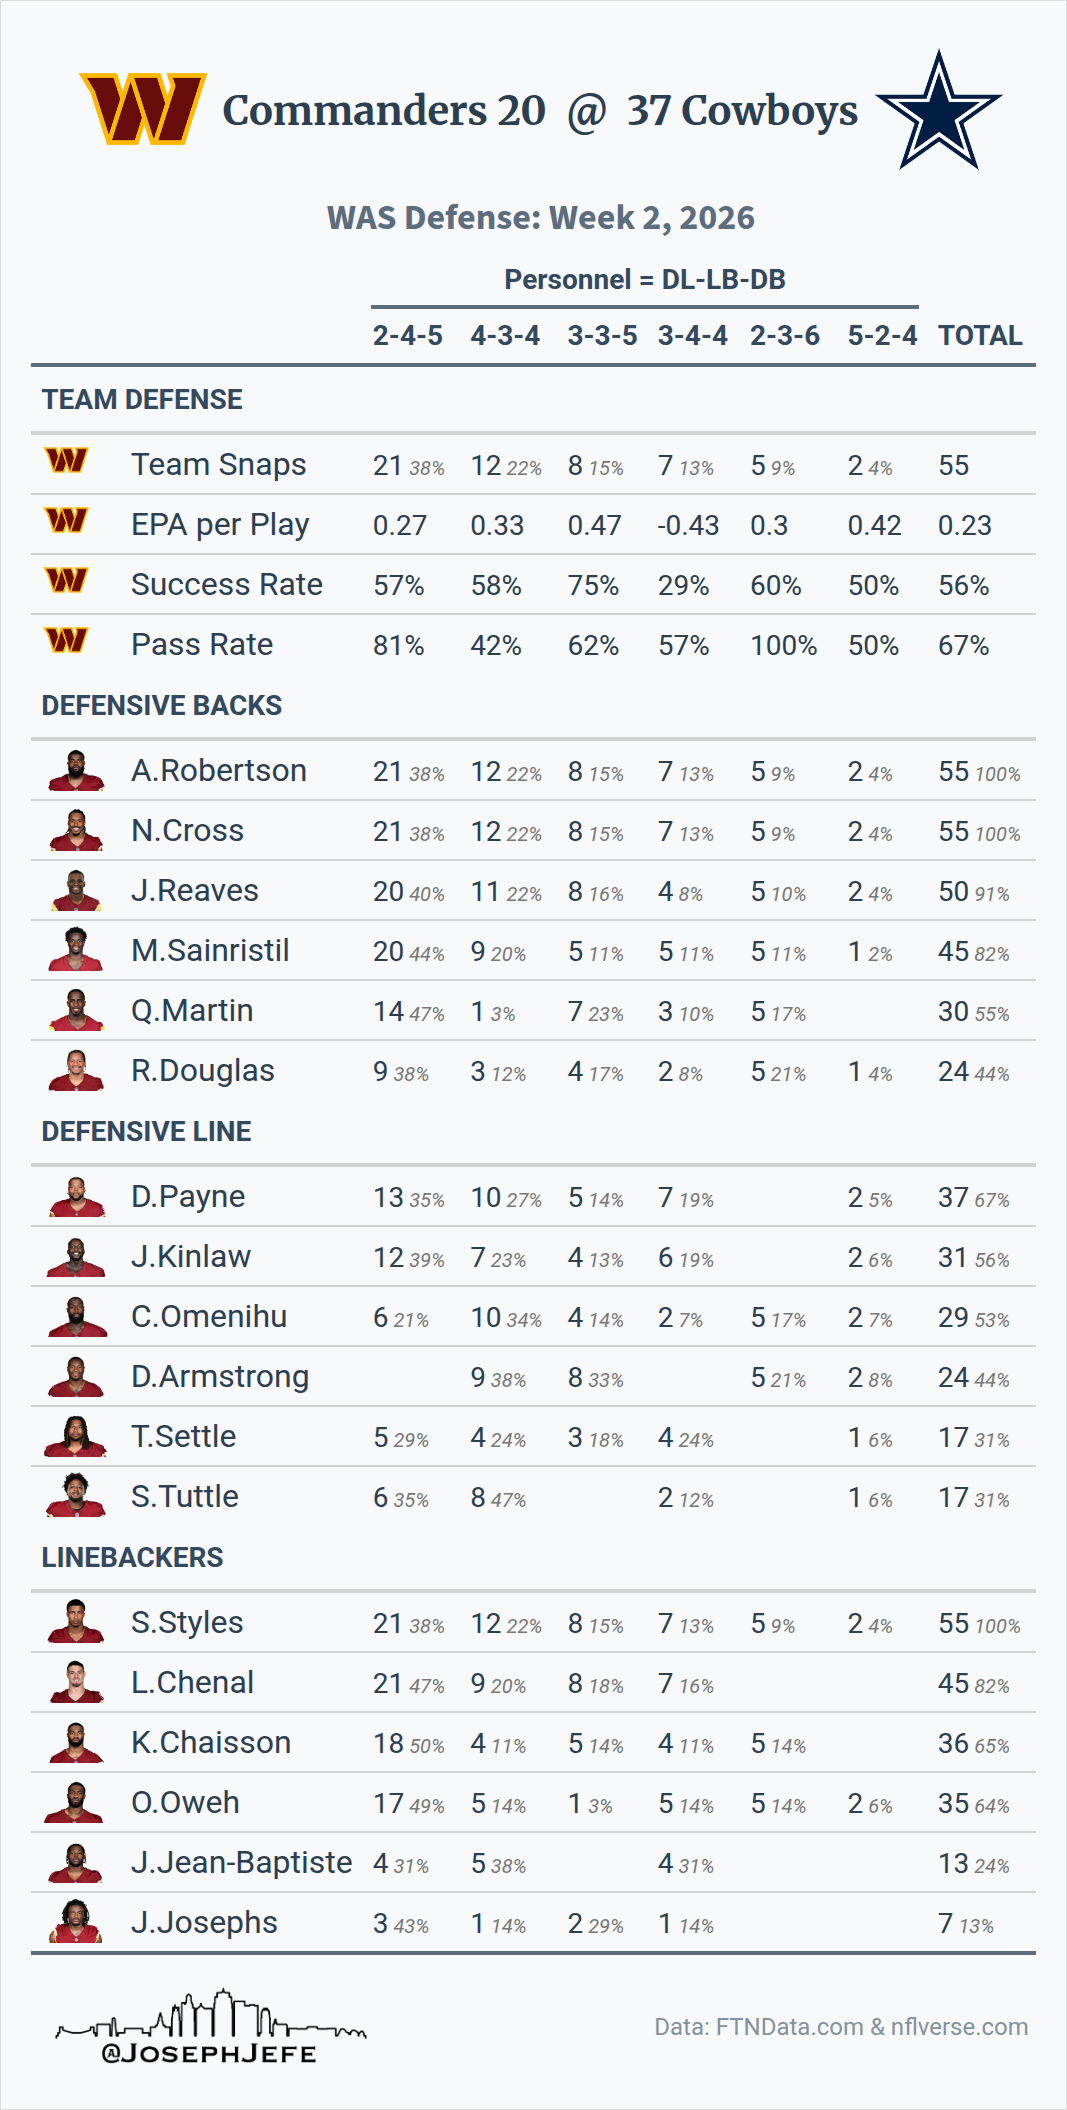 Commanders 20 @ 37 Cowboys
WAS Defense: Week 2, 2026
Personnel = DL-LB-DB
2-4-5 4-3-4 3-3-5 3-4-4 2-3-6 5-2-4 TOTAL
TEAM DEFENSE
Team Snaps 21 38% 12 22% 8 15% 7 13% 5 9% 2 4% 55
EPA per Play 0.27 0.33 0.47 -0.43 0.3 0.42 0.23
Success Rate 57% 58% 75% 29% 60% 50% 56%
Pass Rate 81% 42% 62% 57% 100% 50% 67%
DEFENSIVE BACKS
A.Robertson 21 38% 12 22% 8 15% 7 13% 5 9% 2 4% 55 100%
N.Cross 21 38% 12 22% 8 15% 7 13% 5 9% 2 4% 55 100%
J.Reaves 20 40% 11 22% 8 16% 4 8% 5 10% 2 4% 50 91%
M.Sainristil 20 44% 9 20% 5 11% 5 11% 5 11% 1 2% 45 82%
Q.Martin 14 47% 1 3% 7 23% 3 10% 5 17% 30 55%
R.Douglas 9 38% 3 12% 4 17% 2 8% 5 21% 1 4% 24 44%
DEFENSIVE LINE
D.Payne 13 35% 10 27% 5 14% 7 19% 2 5% 37 67%
J.Kinlaw 12 39% 7 23% 4 13% 6 19% 2 6% 31 56%
C.Omenihu 6 21% 10 34% 4 14% 2 7% 5 17% 2 7% 29 53%
D.Armstrong 9 38% 8 33% 5 21% 2 8% 24 44%
T.Settle 5 29% 4 24% 3 18% 4 24% 1 6% 17 31%
S.Tuttle 6 35% 8 47% 2 12% 1 6% 17 31%
LINEBACKERS
S.Styles 21 38% 12 22% 8 15% 7 13% 5 9% 2 4% 55 100%
L.Chenal 21 47% 9 20% 8 18% 7 16% 45 82%
K.Chaisson 18 50% 4 11% 5 14% 4 11% 5 14% 36 65%
O.Oweh 17 49% 5 14% 1 3% 5 14% 5 14% 2 6% 35 64%
J.Jean-Baptiste 4 31% 5 38% 4 31% 13 24%
J.Josephs 3 43% 1 14% 2 29% 1 14% 7 13%
@JosephJefe
Data: FTNData.com & nflverse.com